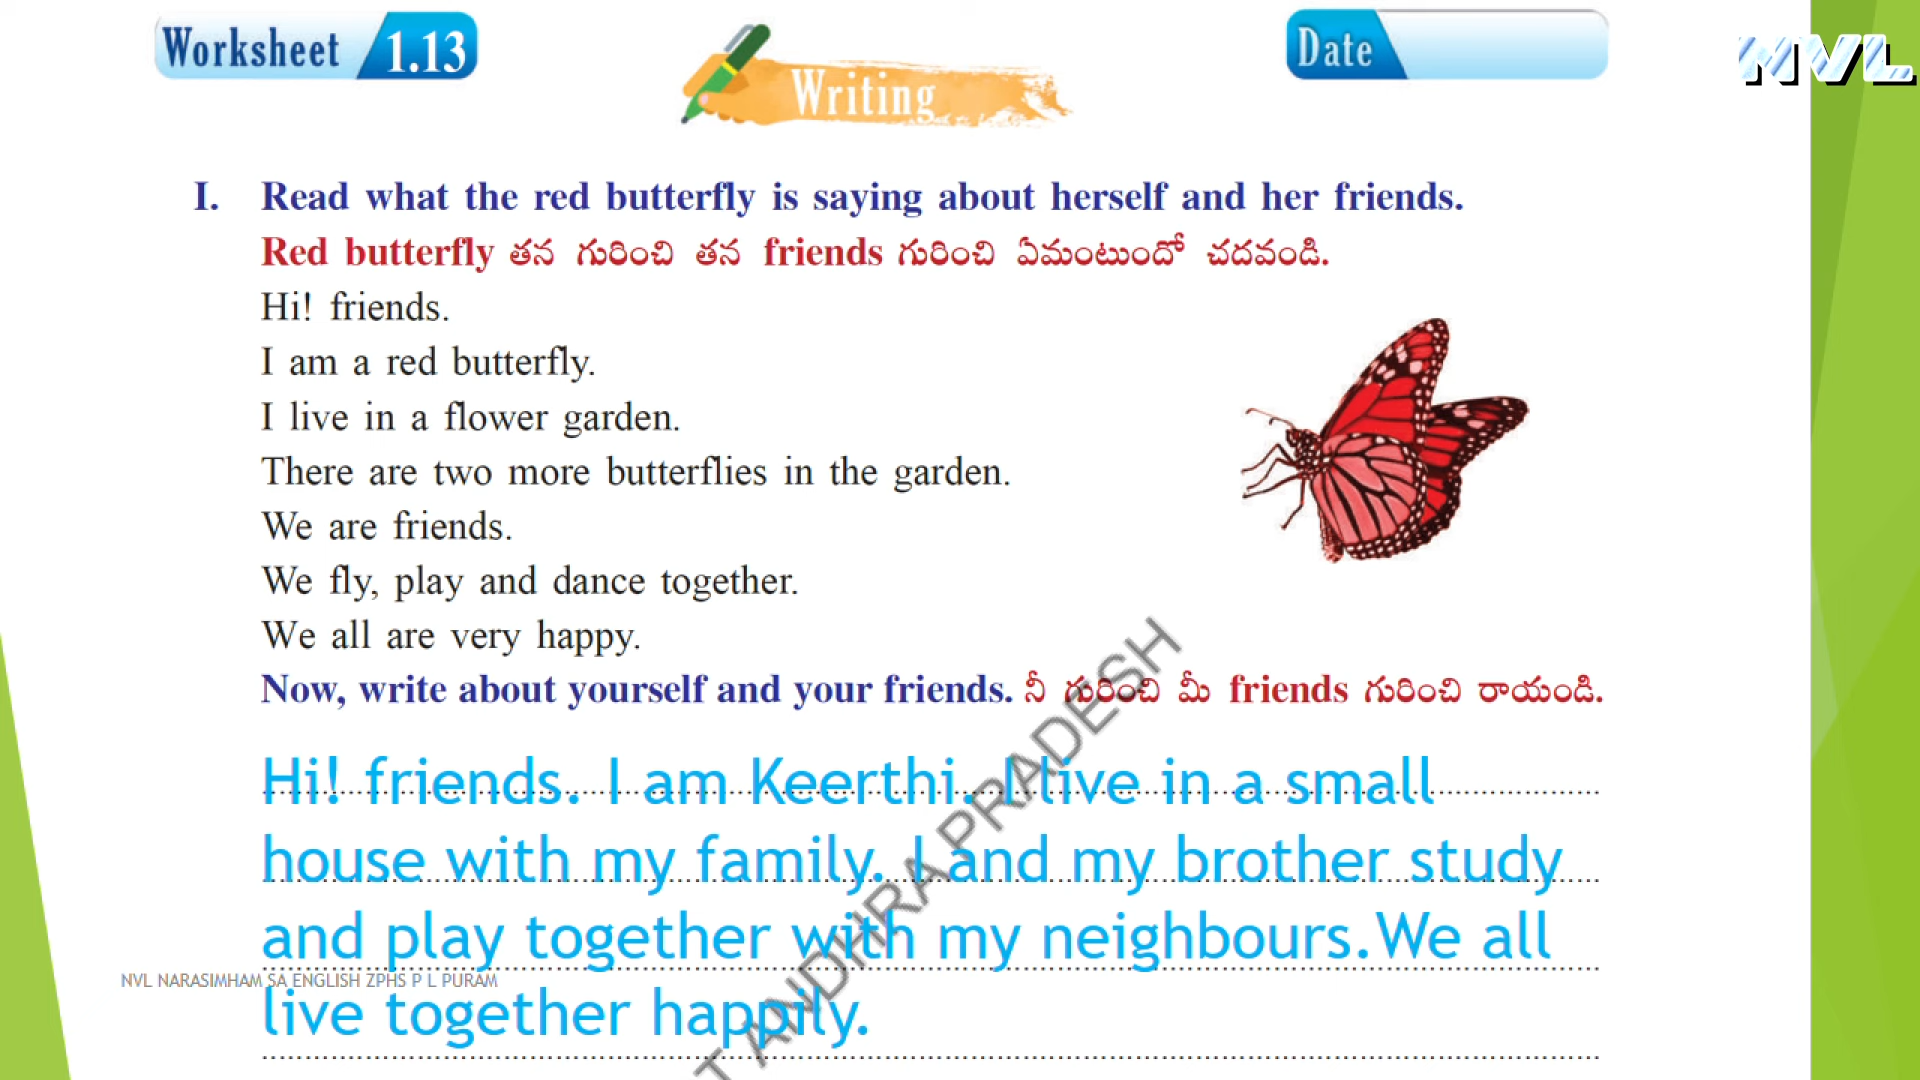 Worksheet 1.13
Writing
Date
NVL
I. Read what the red butterfly is saying about herself and her friends.
Red butterfly తన గురించి తన friends గురించి ఏమంటుందో చదవండి.
Hi! friends.
I am a red butterfly.
I live in a flower garden.
There are two more butterflies in the garden.
We are friends.
We fly, play and dance together.
We all are very happy.
Now, write about yourself and your friends. నీ గురించి మీ friends గురించి రాయండి.
Hi! friends. I am Keerthi. I live in a small
house with my family. I and my brother study
and play together with my neighbours.We all
live together happily.
NVL NARASIMHAM SA ENGLISH ZPHS P L PURAM
T ANDHRA PRADESH